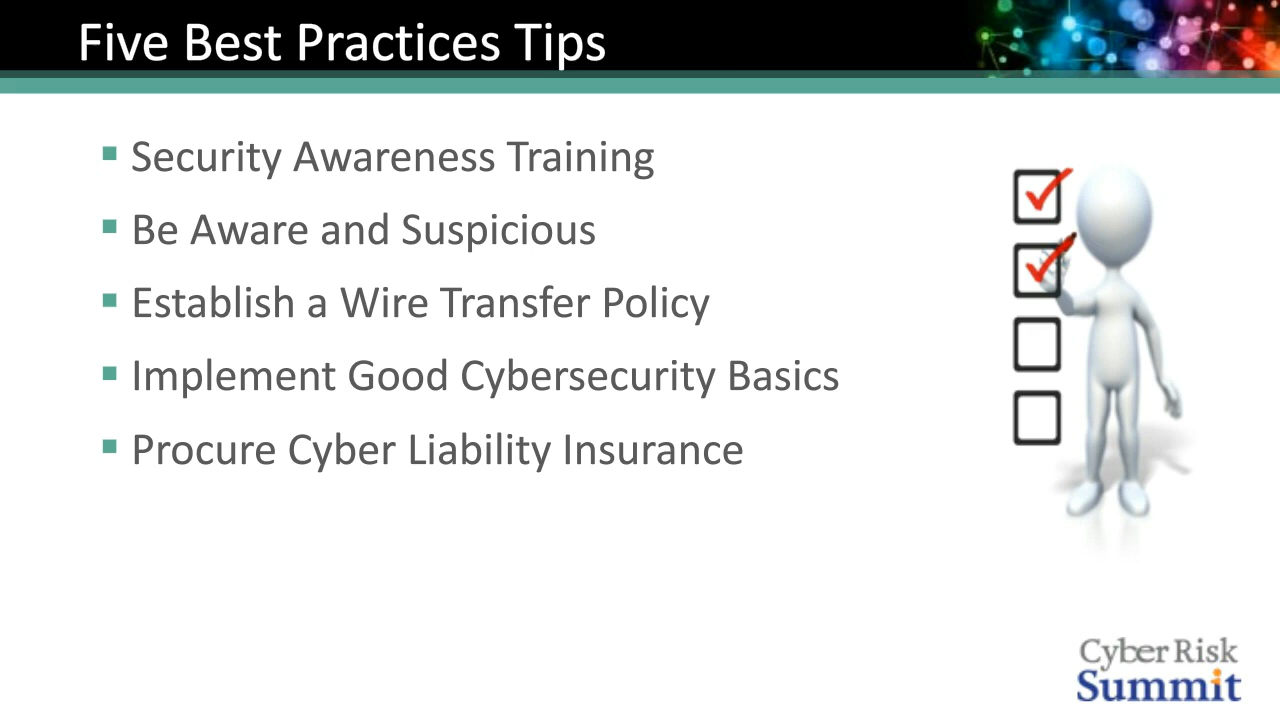 Five Best Practices Tips
Security Awareness Training
Be Aware and Suspicious
Establish a Wire Transfer Policy
Implement Good Cybersecurity Basics
Procure Cyber Liability Insurance
Cyber Risk
Summit